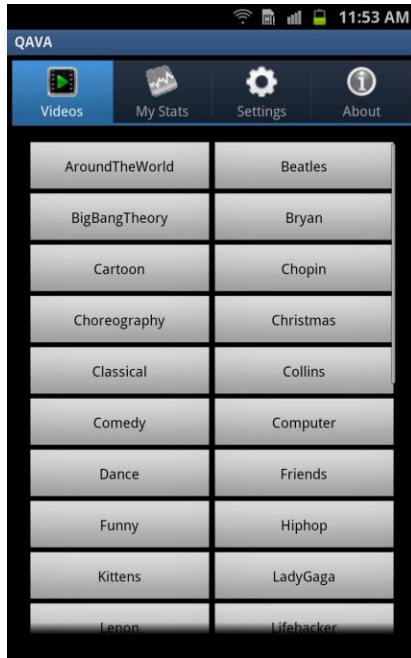 11:53 AM
QAVA
Videos My Stats Settings About
AroundTheWorld Beatles
BigBangTheory Bryan
Cartoon Chopin
Choreography Christmas
Classical Collins
Comedy Computer
Dance Friends
Funny Hiphop
Kittens LadyGaga
Lenon Lifehacker